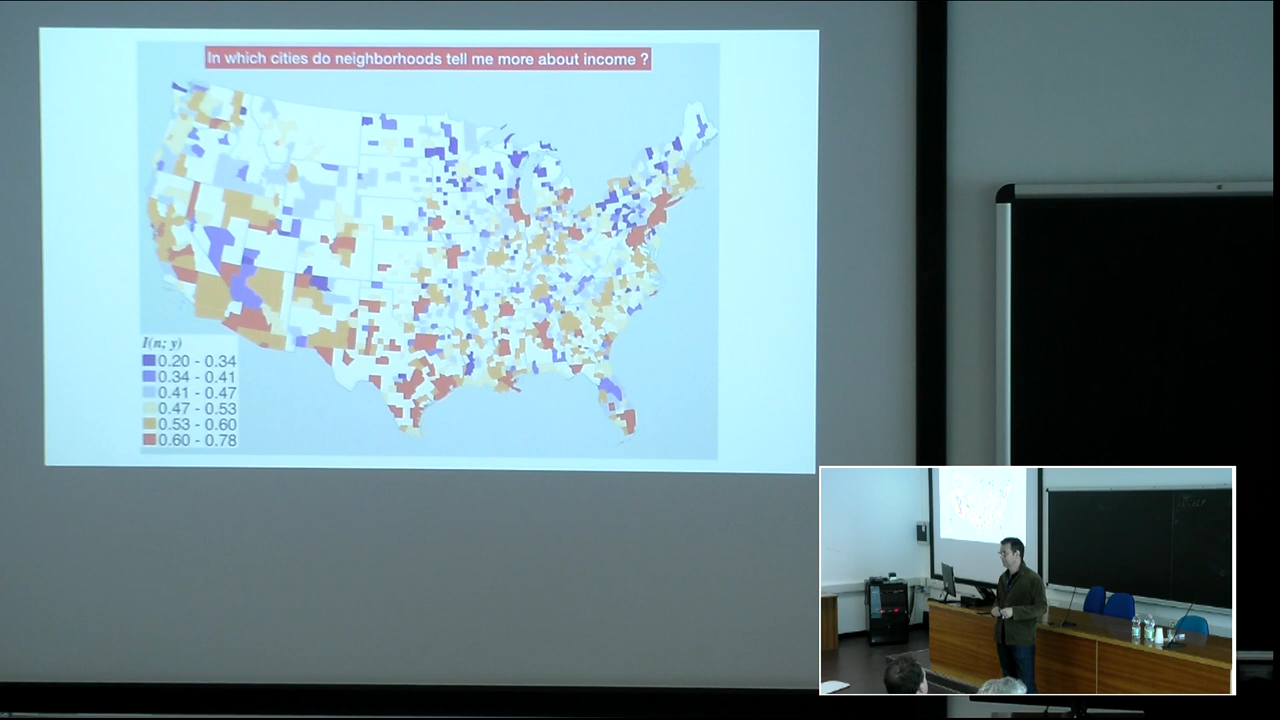 In which cities do neighborhoods tell me more about income ?
I(n; y)
0.20 - 0.34
0.34 - 0.41
0.41 - 0.47
0.47 - 0.53
0.53 - 0.60
0.60 - 0.78